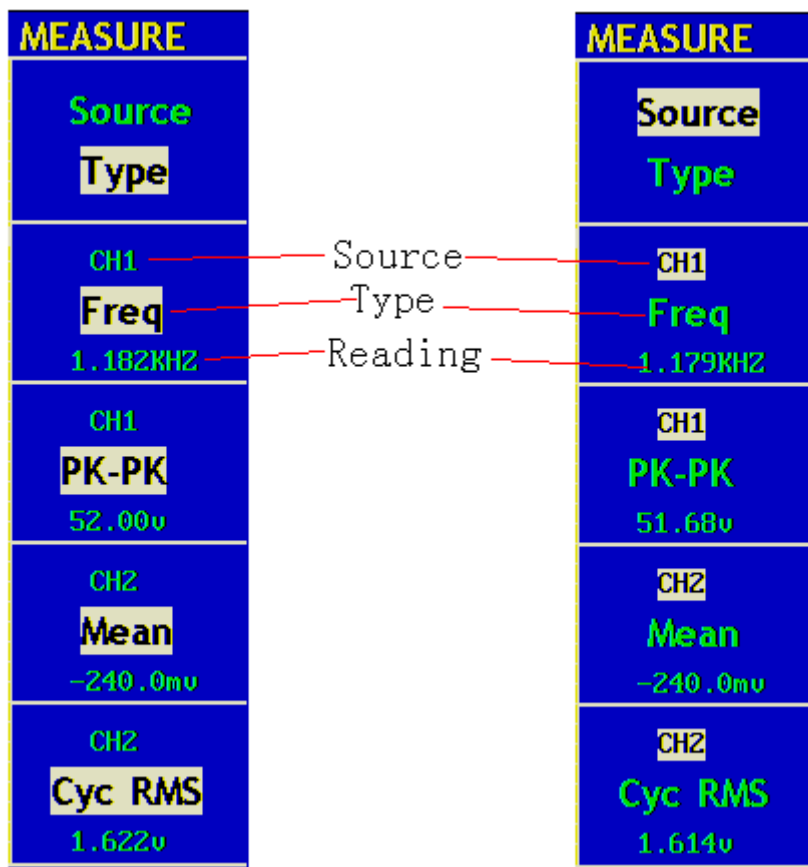 MEASURE
Source
Type
CH1
Freq
1.182KHZ
CH1
PK-PK
52.00v
CH2
Mean
-240.0mv
CH2
Cyc RMS
1.622v
Source
Type
Reading
MEASURE
Source
Type
CH1
Freq
1.179KHZ
CH1
PK-PK
51.68v
CH2
Mean
-240.0mv
CH2
Cyc RMS
1.614v